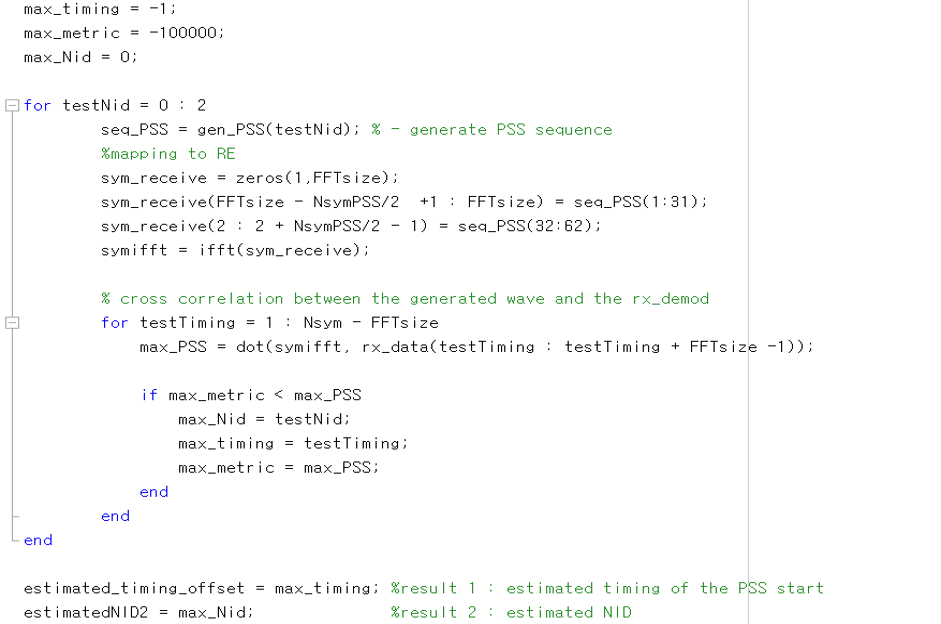 max_timing = -1;
max_metric = -100000;
max_Nid = 0;
for testNid = 0 : 2
seq_PSS = gen_PSS(testNid); % - generate PSS sequence
%mapping to RE
sym_receive = zeros(1,FFTsize);
sym_receive(FFTsize - NsymPSS/2  +1 : FFTsize) = seq_PSS(1:31);
sym_receive(2 : 2 + NsymPSS/2 - 1) = seq_PSS(32:62);
symifft = ifft(sym_receive);
% cross correlation between the generated wave and the rx_demod
for testTiming = 1 : Nsym - FFTsize
max_PSS = dot(symifft, rx_data(testTiming : testTiming + FFTsize -1));
if max_metric < max_PSS
max_Nid = testNid;
max_timing = testTiming;
max_metric = max_PSS;
end
end
end
estimated_timing_offset = max_timing; %result 1 : estimated timing of the PSS start
estimatedNID2 = max_Nid; %result 2 : estimated NID